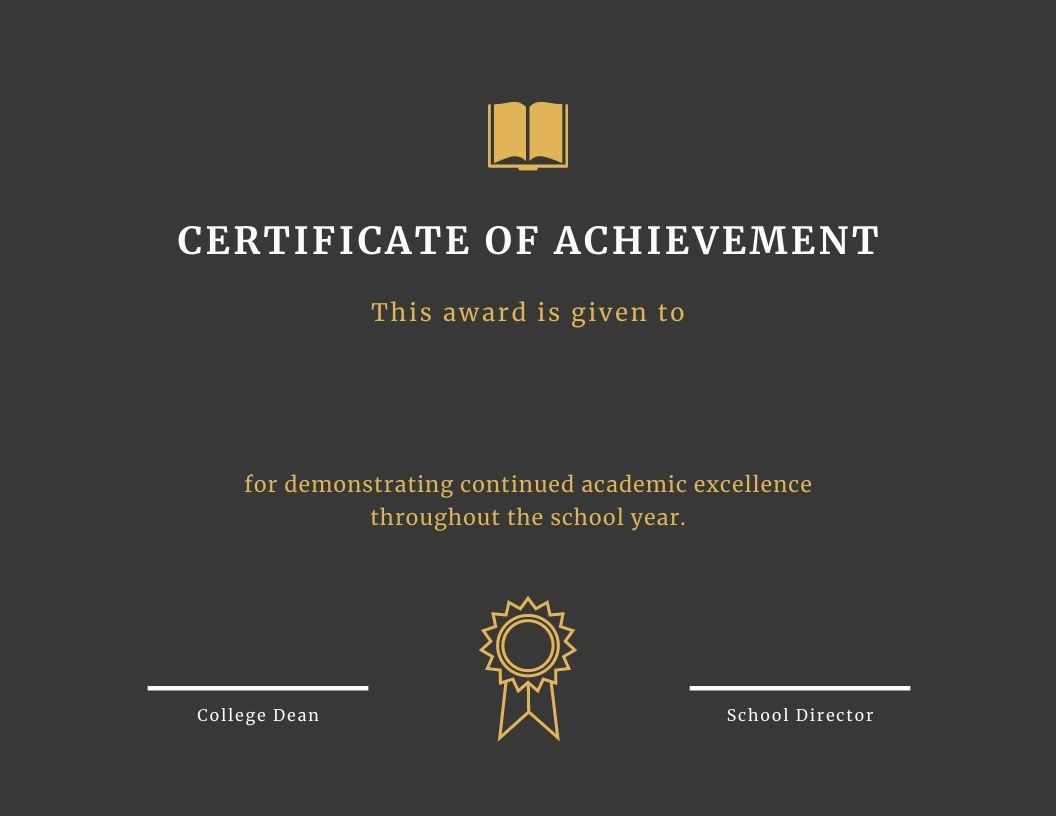 CERTIFICATE OF ACHIEVEMENT
This award is given to
for demonstrating continued academic excellence
throughout the school year.
College Dean
School Director